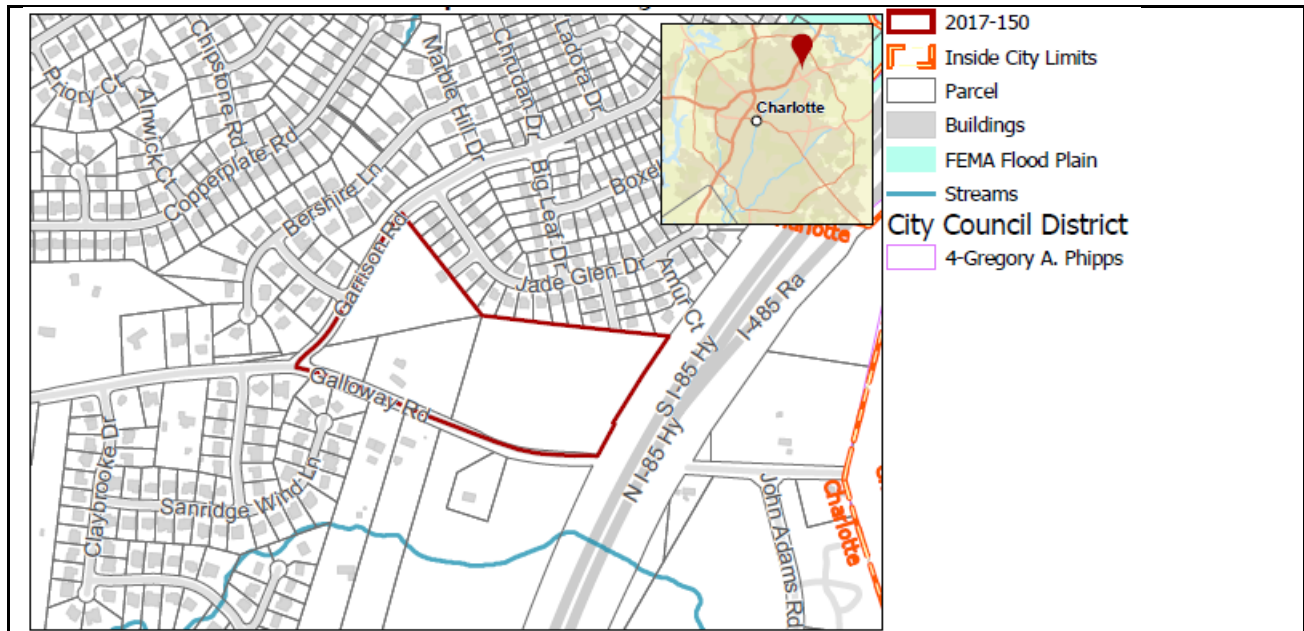 2017-150
Inside City Limits
Parcel
Buildings
FEMA Flood Plain
Streams
City Council District
4-Gregory A. Phipps
Charlotte
Priory Ct
Alnwick Ct
Chipstone Rd
Copperplate Rd
Bershire Ln
Marble Hill Dr
Chrudan Dr
Ladora Dr
Big Leaf Dr
Boxel
Garrison Rd
Jade Glen Dr
Amur Ct
S I-85 Hy
I-485 Ra
N I-85 Hy
Galloway Rd
Claybrooke D
Sanridge Wind Ln
John Adams Rd
Charlotte